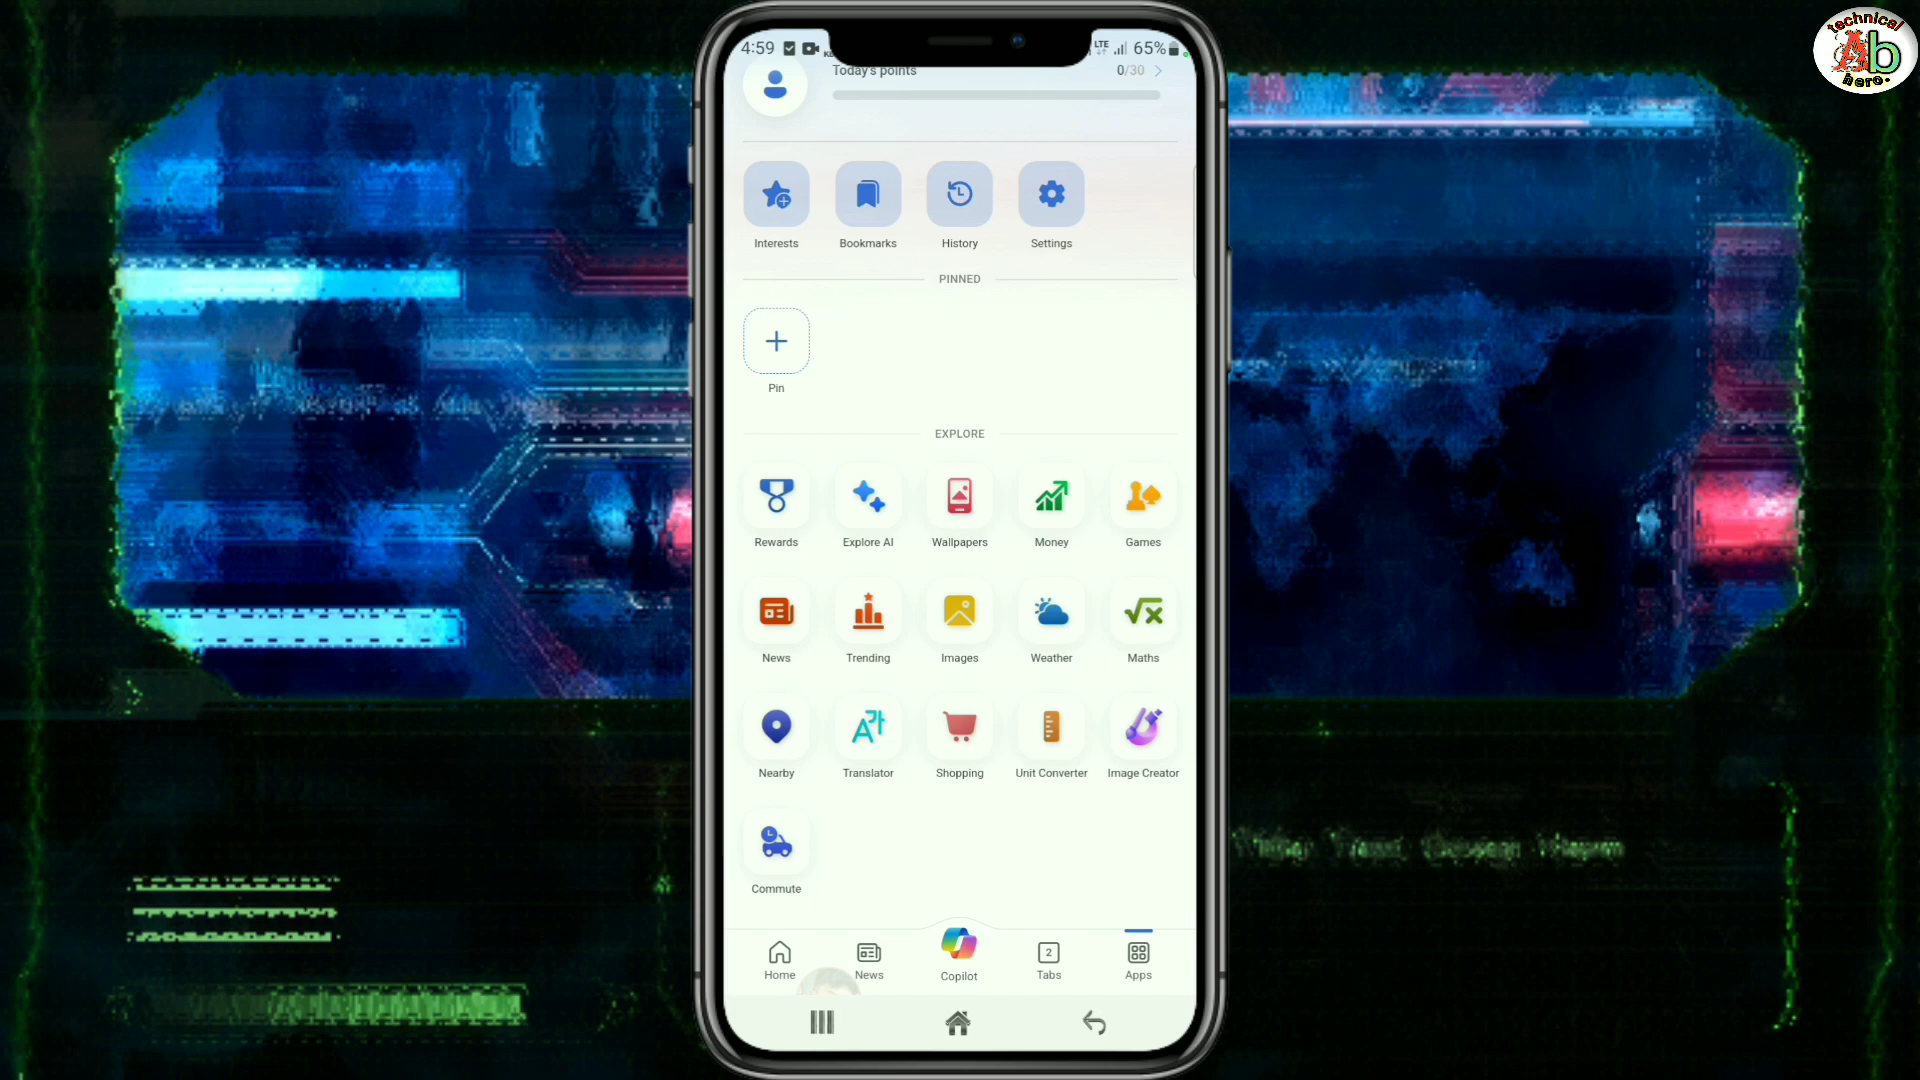 technical
Ab
hero.
4:59
LTE
65%
Today's points
0/30
Interests
Bookmarks
History
Settings
PINNED
Pin
EXPLORE
Rewards
Explore AI
Wallpapers
Money
Games
News
Trending
Images
Weather
Maths
Nearby
Translator
Shopping
Unit Converter
Image Creator
Commute
Home
News
Copilot
2
Tabs
Apps